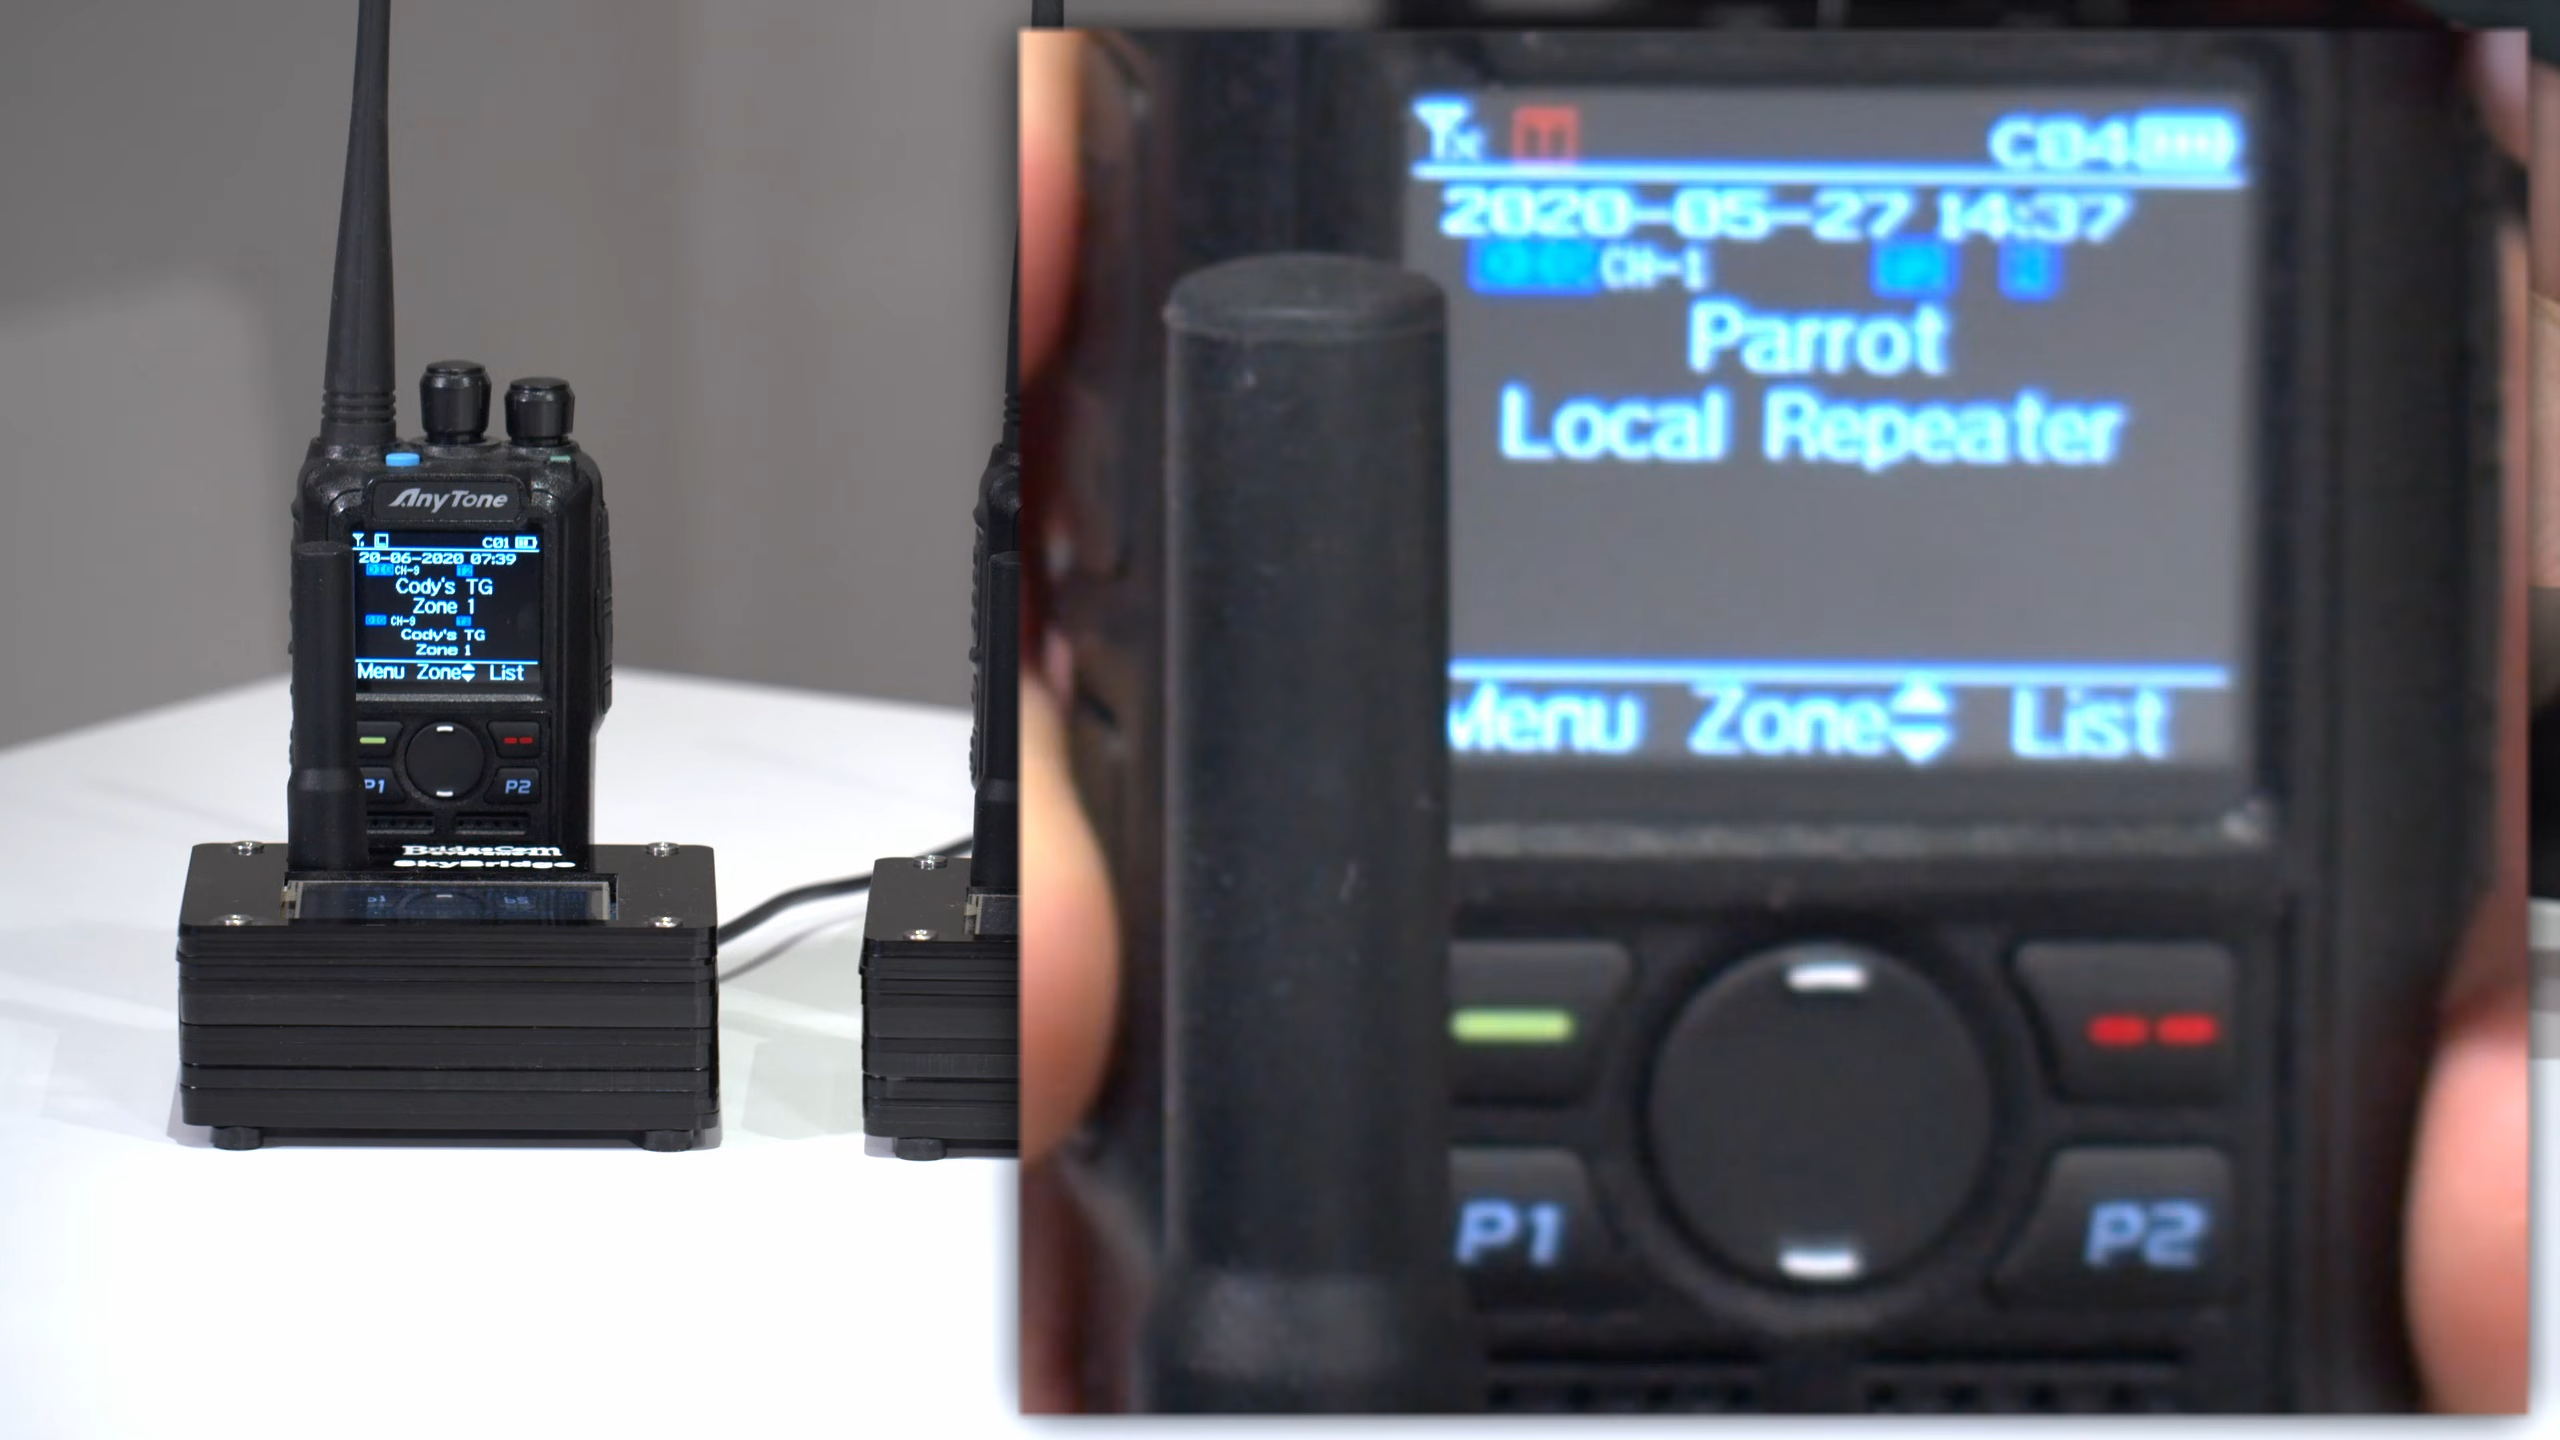 AnyTone
C01
20-06-2020 07:39
CH-9
Cody's TG
Zone 1
CH-9
Cody's TG
Zone 1
Menu Zone List
P1 P2
BridgeCom
SkyBridge
C04
2020-05-27 14:37
CH-1
Parrot
Local Repeater
Menu Zone List
P1 P2